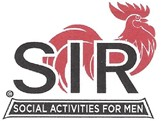 SIR
®
SOCIAL ACTIVITIES FOR MEN